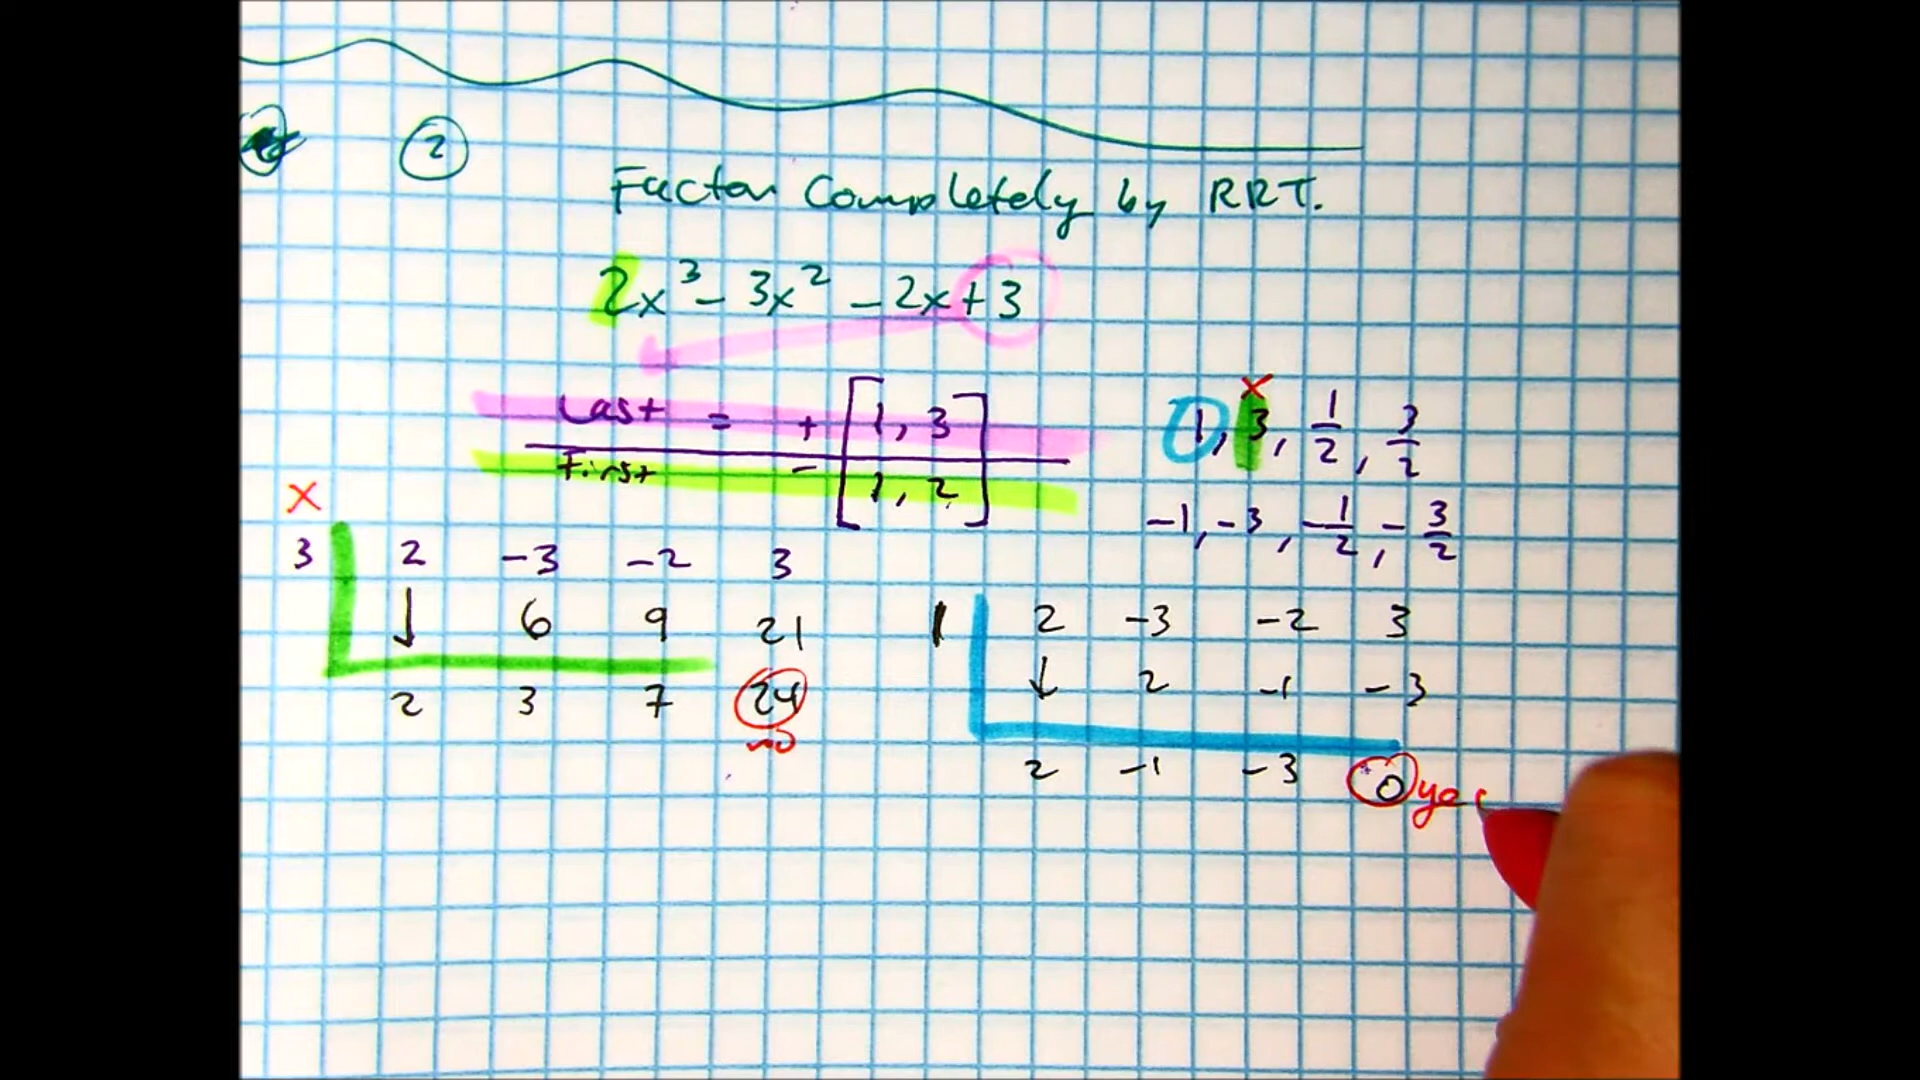 2
Factor Completely by RRT.
2x³ - 3x² - 2x + 3
Last = + [1, 3
First - 1, 2]
x
1, 3, 1/2, 3/2
-1, -3, -1/2, -3/2
x
3 2 -3 -2 3
↓ 6 9 21
2 3 7 24
no
1 2 -3 -2 3
↓ 2 -1 -3
2 -1 -3 0 yes